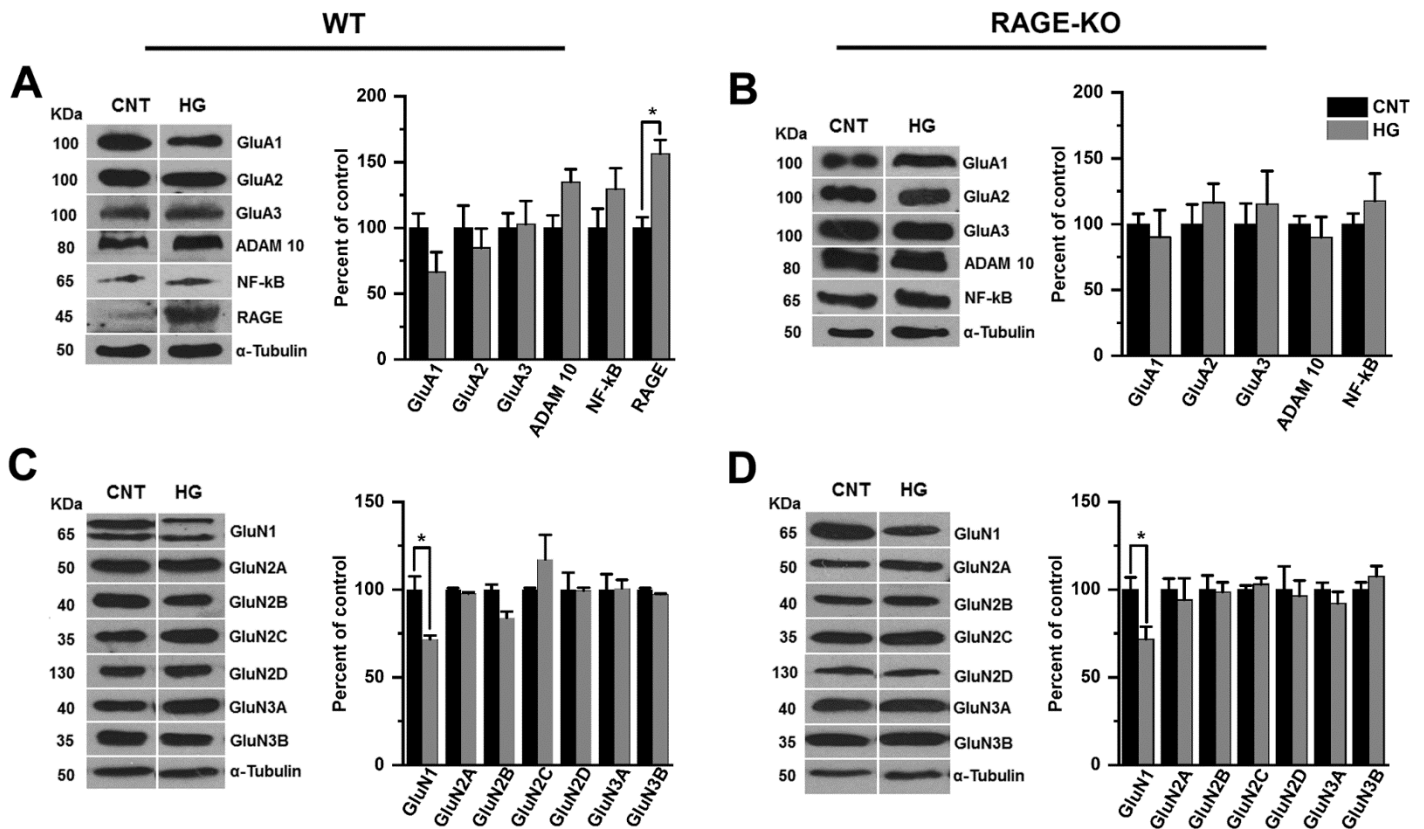 WT
RAGE-KO
A
KDa
CNT HG
100 GluA1
100 GluA2
100 GluA3
80 ADAM 10
65 NF-kB
45 RAGE
50 α-Tubulin
Percent of control
200
150
100
50
0
*
GluA1 GluA2 GluA3 ADAM 10 NF-kB RAGE
B
KDa
CNT HG
100 GluA1
100 GluA2
100 GluA3
80 ADAM 10
65 NF-kB
50 α-Tubulin
Percent of control
200
150
100
50
0
CNT
HG
GluA1 GluA2 GluA3 ADAM 10 NF-kB
C
KDa
CNT HG
65 GluN1
50 GluN2A
40 GluN2B
35 GluN2C
130 GluN2D
40 GluN3A
35 GluN3B
50 α-Tubulin
Percent of control
150
100
50
0
*
GluN1 GluN2A GluN2B GluN2C GluN2D GluN3A GluN3B
D
KDa
CNT HG
65 GluN1
50 GluN2A
40 GluN2B
35 GluN2C
130 GluN2D
40 GluN3A
35 GluN3B
50 α-Tubulin
Percent of control
150
100
50
0
*
GluN1 GluN2A GluN2B GluN2C GluN2D GluN3A GluN3B